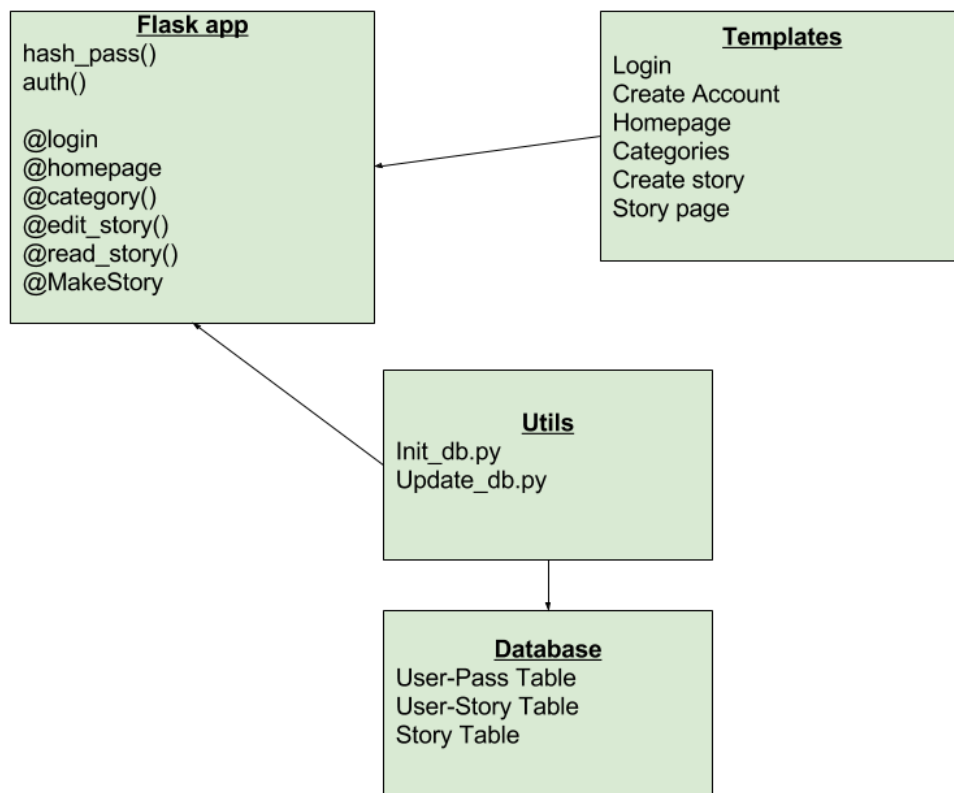 Flask app
hash_pass()
auth()
@login
@homepage
@category()
@edit_story()
@read_story()
@MakeStory
Templates
Login
Create Account
Homepage
Categories
Create story
Story page
Utils
Init_db.py
Update_db.py
Database
User-Pass Table
User-Story Table
Story Table